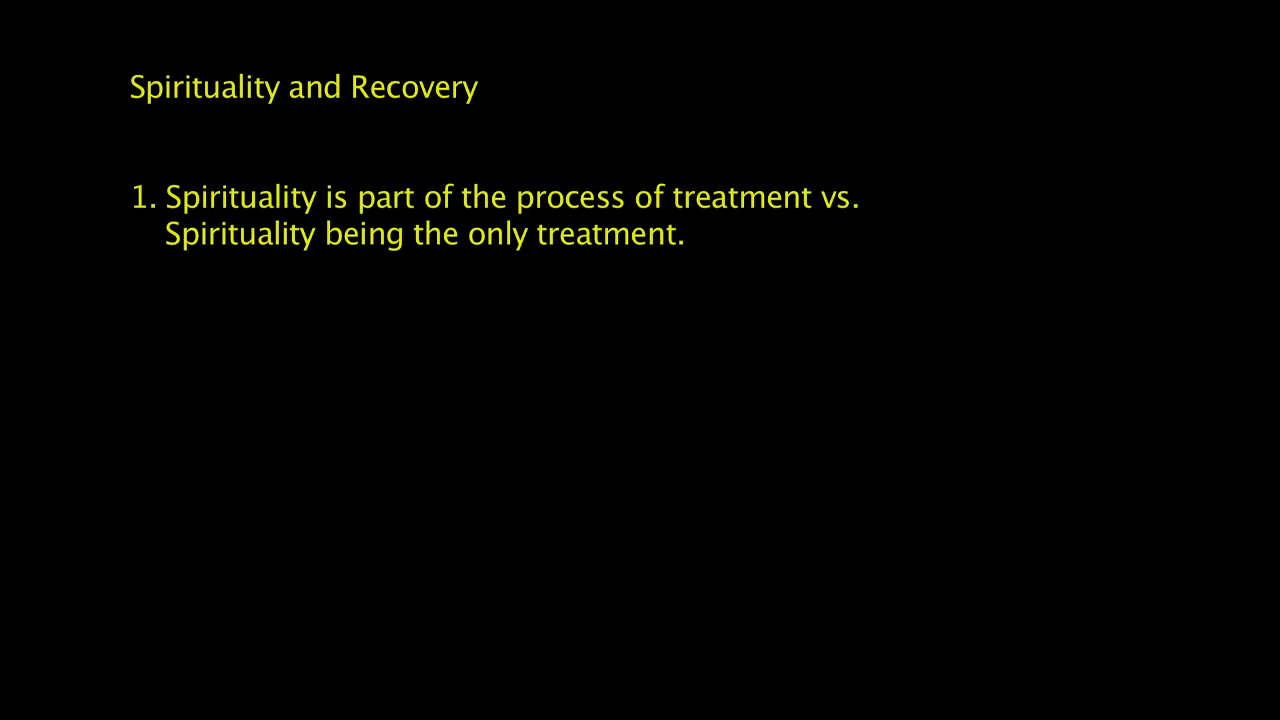 Spirituality and Recovery
1. Spirituality is part of the process of treatment vs.
Spirituality being the only treatment.